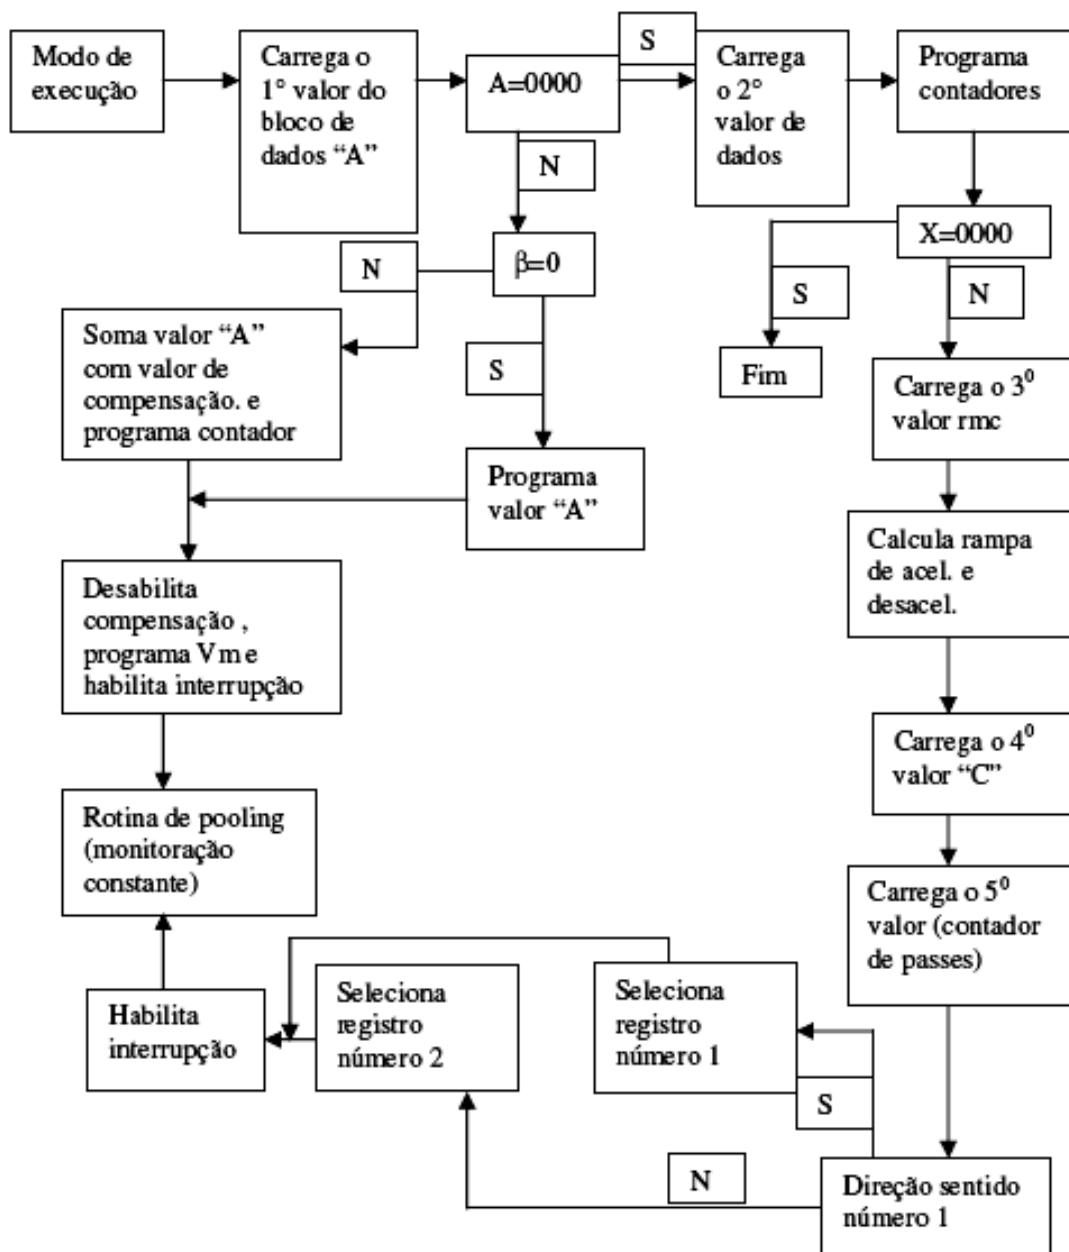 Modo de
execução
Carrega o
1° valor do
bloco de
dados “A”
A=0000
S
Carrega
o 2°
valor de
dados
Programa
contadores
N
X=0000
β=0
N
S
N
Soma valor “A”
com valor de
compensação. e
programa contador
S
Fim
Carrega o 3⁰
valor rmc
Programa
valor “A”
Calcula rampa
de acel. e
desacel.
Desabilita
compensação ,
programa Vm e
habilita interrupção
Carrega o 4⁰
valor “C”
Rotina de pooling
(monitoração
constante)
Carrega o 5⁰
valor (contador
de passes)
Habilita
interrupção
Seleciona
registro
número 2
Seleciona
registro
número 1
S
N
Direção sentido
número 1